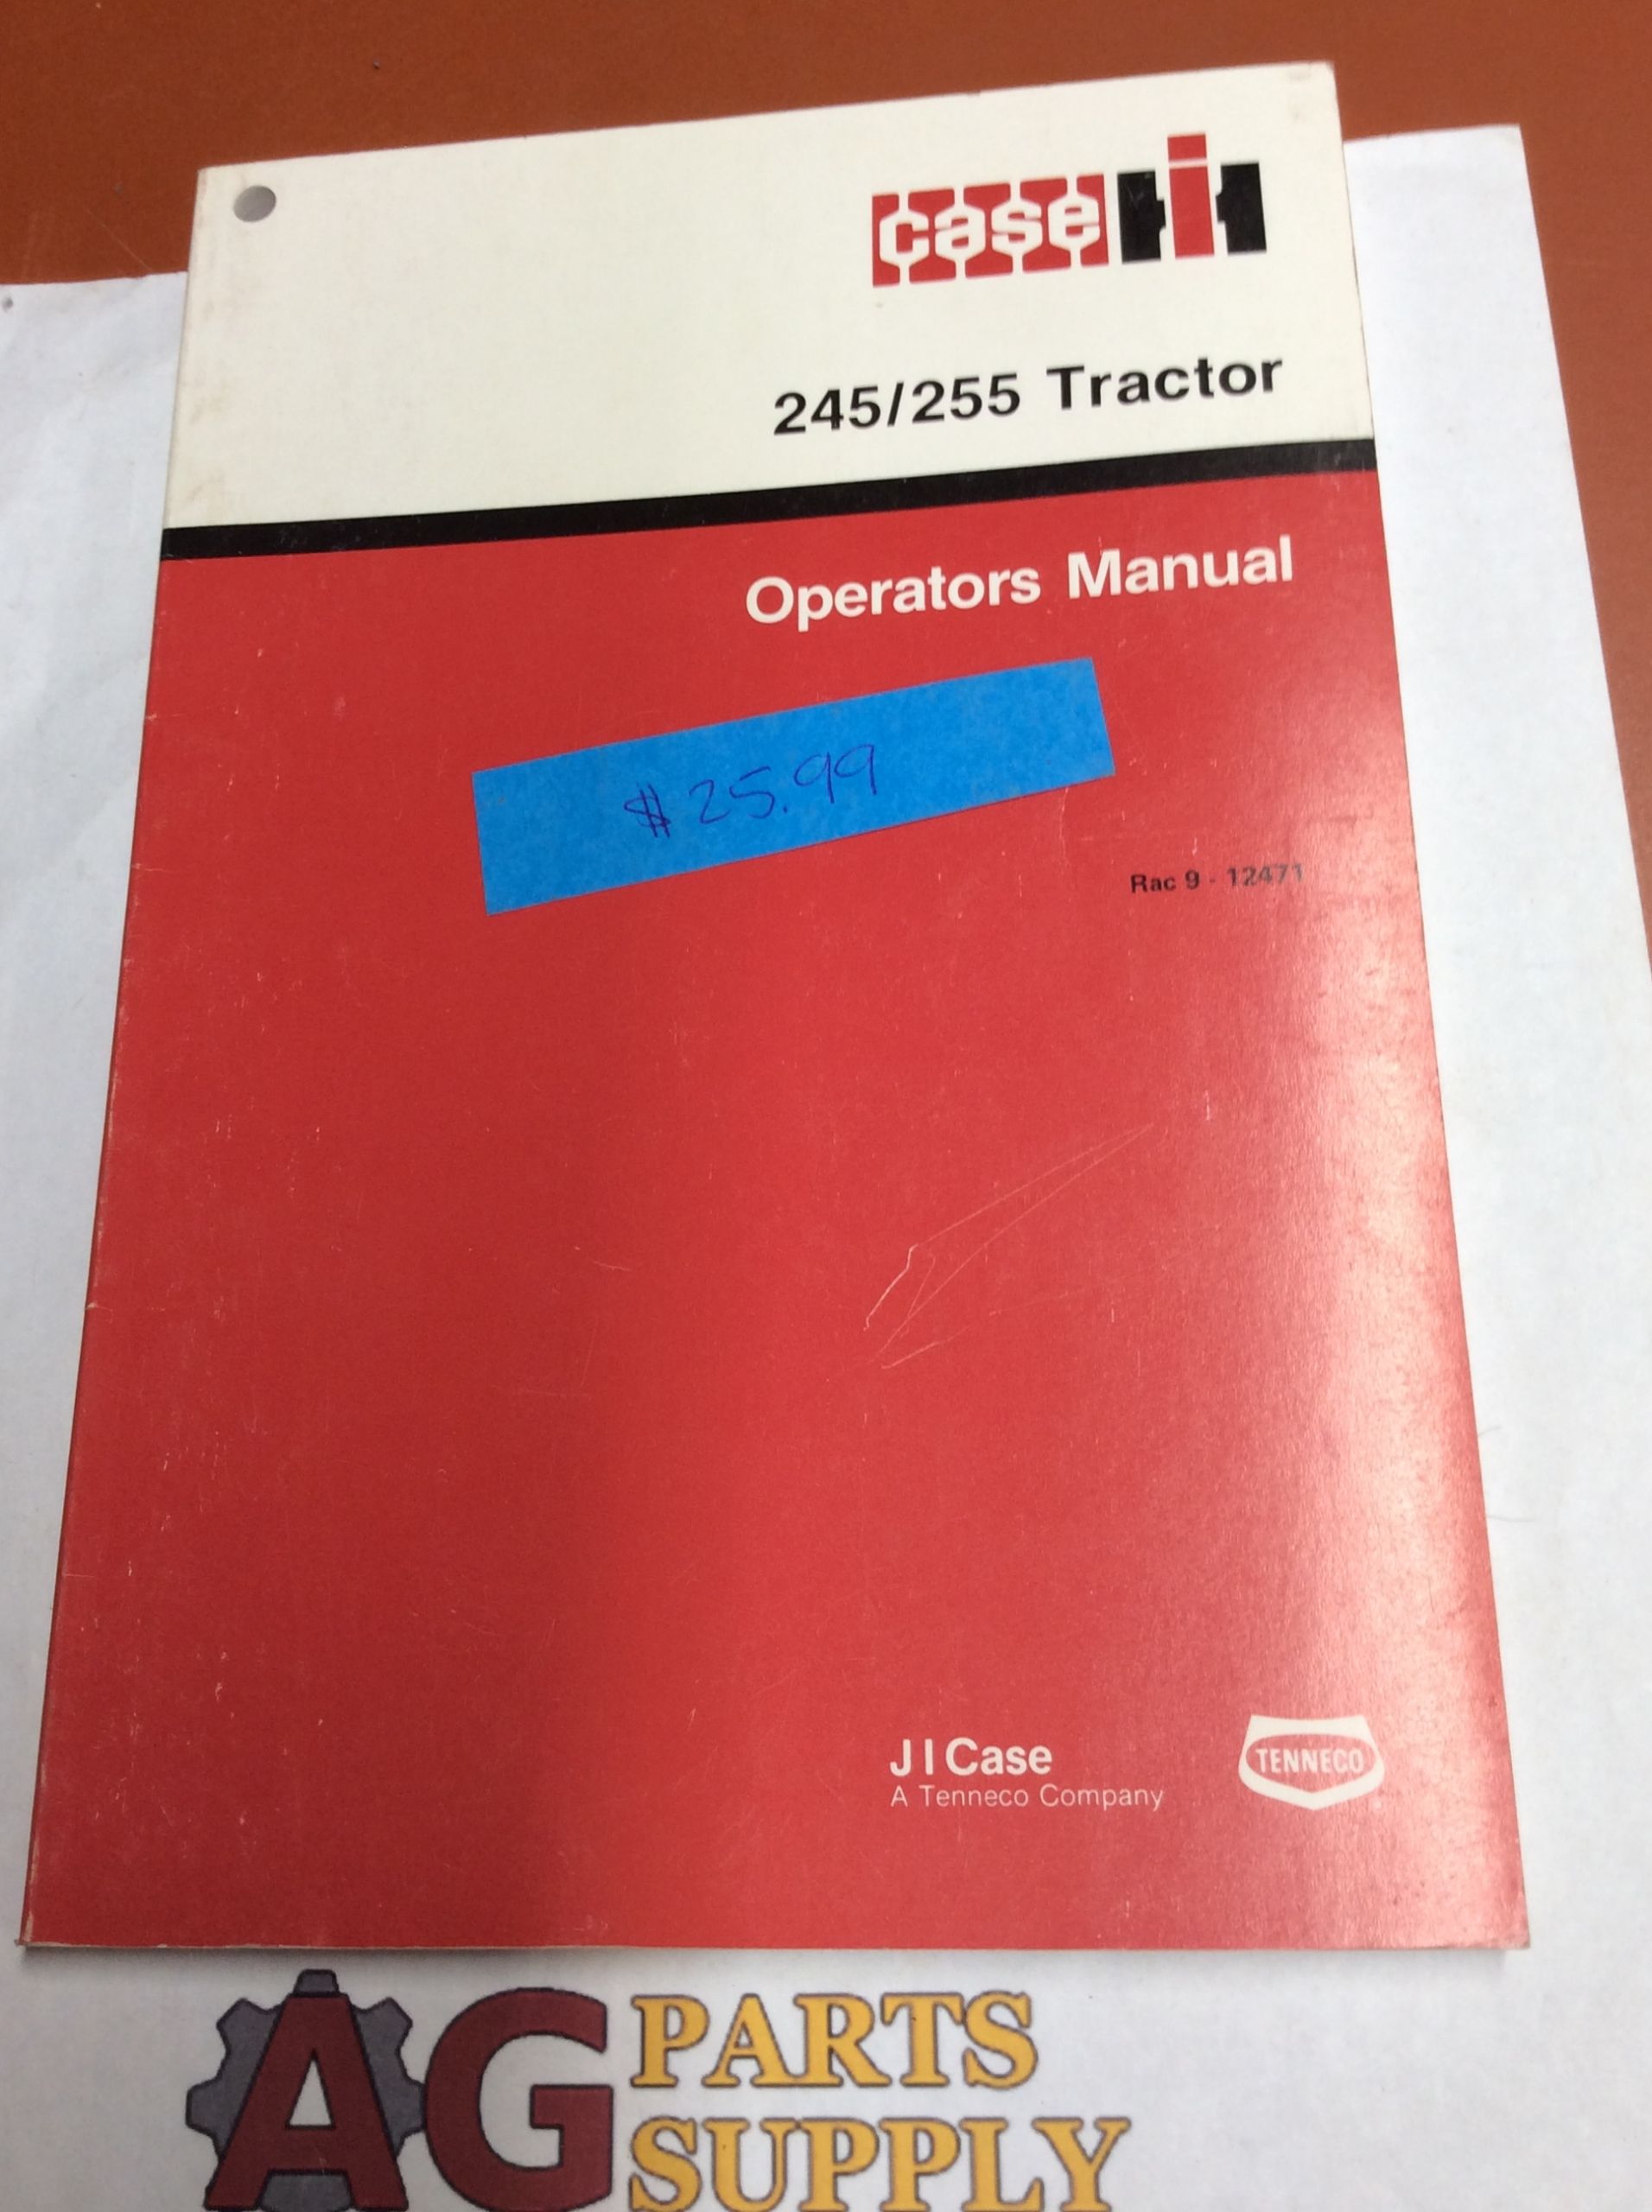 case IH
245/255 Tractor
Operators Manual
$25.99
Rac 9 - 12471
J I Case
A Tenneco Company
TENNECO
AG PARTS
SUPPLY